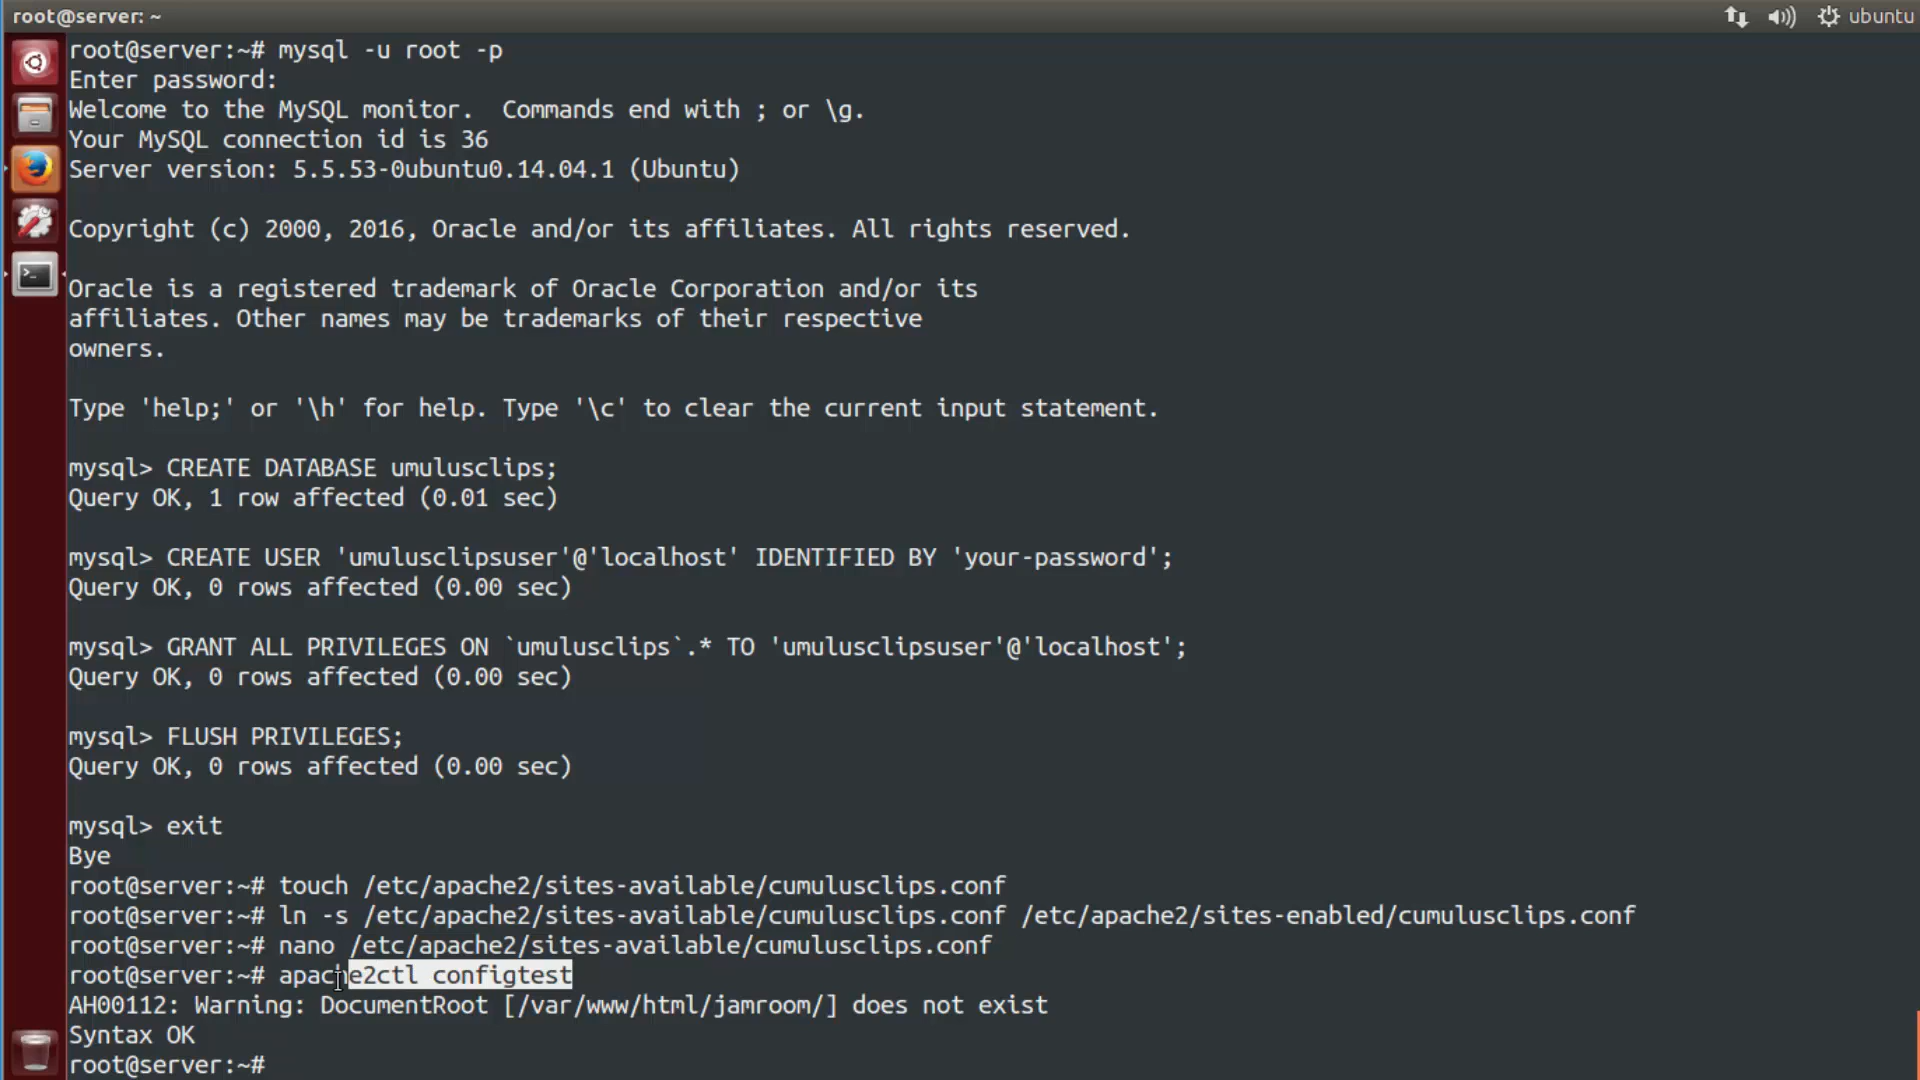 root@server: ~
ubuntu
root@server:~# mysql -u root -p
Enter password:
Welcome to the MySQL monitor.  Commands end with ; or \g.
Your MySQL connection id is 36
Server version: 5.5.53-0ubuntu0.14.04.1 (Ubuntu)
Copyright (c) 2000, 2016, Oracle and/or its affiliates. All rights reserved.
Oracle is a registered trademark of Oracle Corporation and/or its
affiliates. Other names may be trademarks of their respective
owners.
Type 'help;' or '\h' for help. Type '\c' to clear the current input statement.
mysql> CREATE DATABASE umulusclips;
Query OK, 1 row affected (0.01 sec)
mysql> CREATE USER 'umulusclipsuser'@'localhost' IDENTIFIED BY 'your-password';
Query OK, 0 rows affected (0.00 sec)
mysql> GRANT ALL PRIVILEGES ON `umulusclips`.* TO 'umulusclipsuser'@'localhost';
Query OK, 0 rows affected (0.00 sec)
mysql> FLUSH PRIVILEGES;
Query OK, 0 rows affected (0.00 sec)
mysql> exit
Bye
root@server:~# touch /etc/apache2/sites-available/cumulusclips.conf
root@server:~# ln -s /etc/apache2/sites-available/cumulusclips.conf /etc/apache2/sites-enabled/cumulusclips.conf
root@server:~# nano /etc/apache2/sites-available/cumulusclips.conf
root@server:~# apache2ctl configtest
AH00112: Warning: DocumentRoot [/var/www/html/jamroom/] does not exist
Syntax OK
root@server:~#